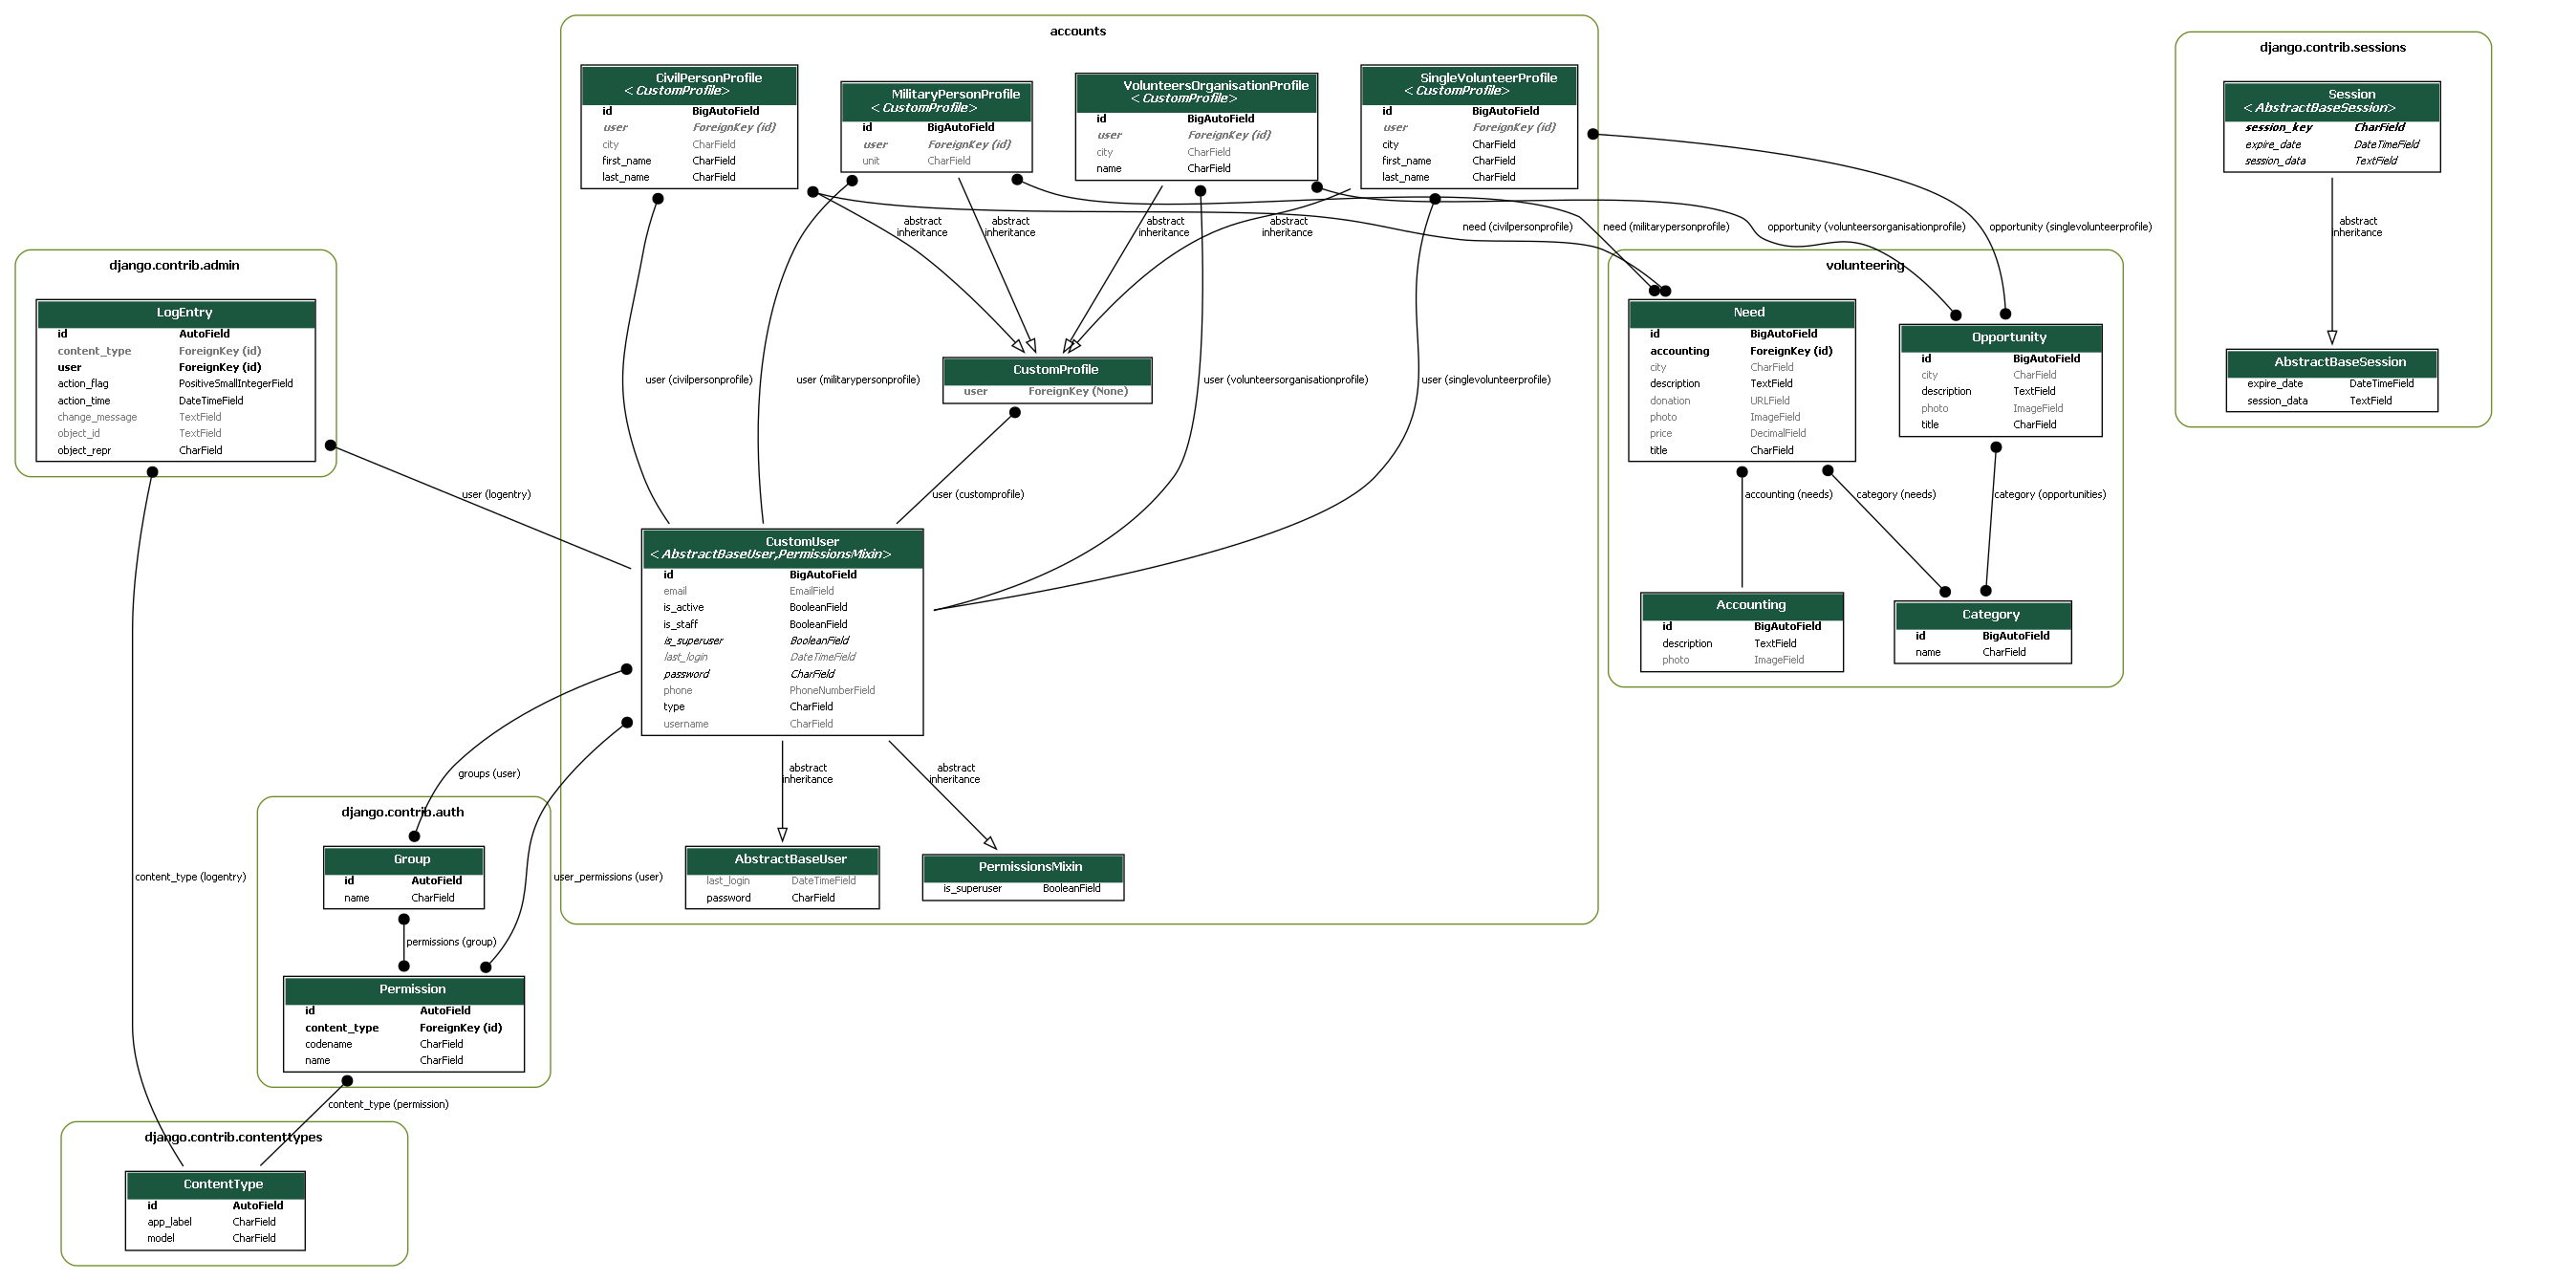 accounts
CivilPersonProfile
<CustomProfile>
id BigAutoField
user ForeignKey (id)
city CharField
first_name CharField
last_name CharField
MilitaryPersonProfile
<CustomProfile>
id BigAutoField
user ForeignKey (id)
unit CharField
VolunteersOrganisationProfile
<CustomProfile>
id BigAutoField
user ForeignKey (id)
city CharField
name CharField
SingleVolunteerProfile
<CustomProfile>
id BigAutoField
user ForeignKey (id)
city CharField
first_name CharField
last_name CharField
django.contrib.sessions
Session
<AbstractBaseSession>
session_key CharField
expire_date DateTimeField
session_data TextField
abstract
inheritance
abstract
inheritance
abstract
inheritance
abstract
inheritance
need (civilpersonprofile)
need (militarypersonprofile)
opportunity (volunteersorganisationprofile)
opportunity (singlevolunteerprofile)
abstract
inheritance
django.contrib.admin
LogEntry
id AutoField
content_type ForeignKey (id)
user ForeignKey (id)
action_flag PositiveSmallIntegerField
action_time DateTimeField
change_message TextField
object_id TextField
object_repr CharField
user (civilpersonprofile)
user (militarypersonprofile)
CustomProfile
user ForeignKey (None)
user (volunteersorganisationprofile)
user (singlevolunteerprofile)
volunteering
Need
id BigAutoField
accounting ForeignKey (id)
city CharField
description TextField
donation URLField
photo ImageField
price DecimalField
title CharField
Opportunity
id BigAutoField
city CharField
description TextField
photo ImageField
title CharField
AbstractBaseSession
expire_date DateTimeField
session_data TextField
user (logentry)
user (customprofile)
accounting (needs)
category (needs)
category (opportunities)
CustomUser
<AbstractBaseUser,PermissionsMixin>
id BigAutoField
email EmailField
is_active BooleanField
is_staff BooleanField
is_superuser BooleanField
last_login DateTimeField
password CharField
phone PhoneNumberField
type CharField
username CharField
Accounting
id BigAutoField
description TextField
photo ImageField
Category
id BigAutoField
name CharField
groups (user)
abstract
inheritance
abstract
inheritance
django.contrib.auth
Group
id AutoField
name CharField
AbstractBaseUser
last_login DateTimeField
password CharField
PermissionsMixin
is_superuser BooleanField
content_type (logentry)
user_permissions (user)
permissions (group)
Permission
id AutoField
content_type ForeignKey (id)
codename CharField
name CharField
content_type (permission)
django.contrib.contenttypes
ContentType
id AutoField
app_label CharField
model CharField